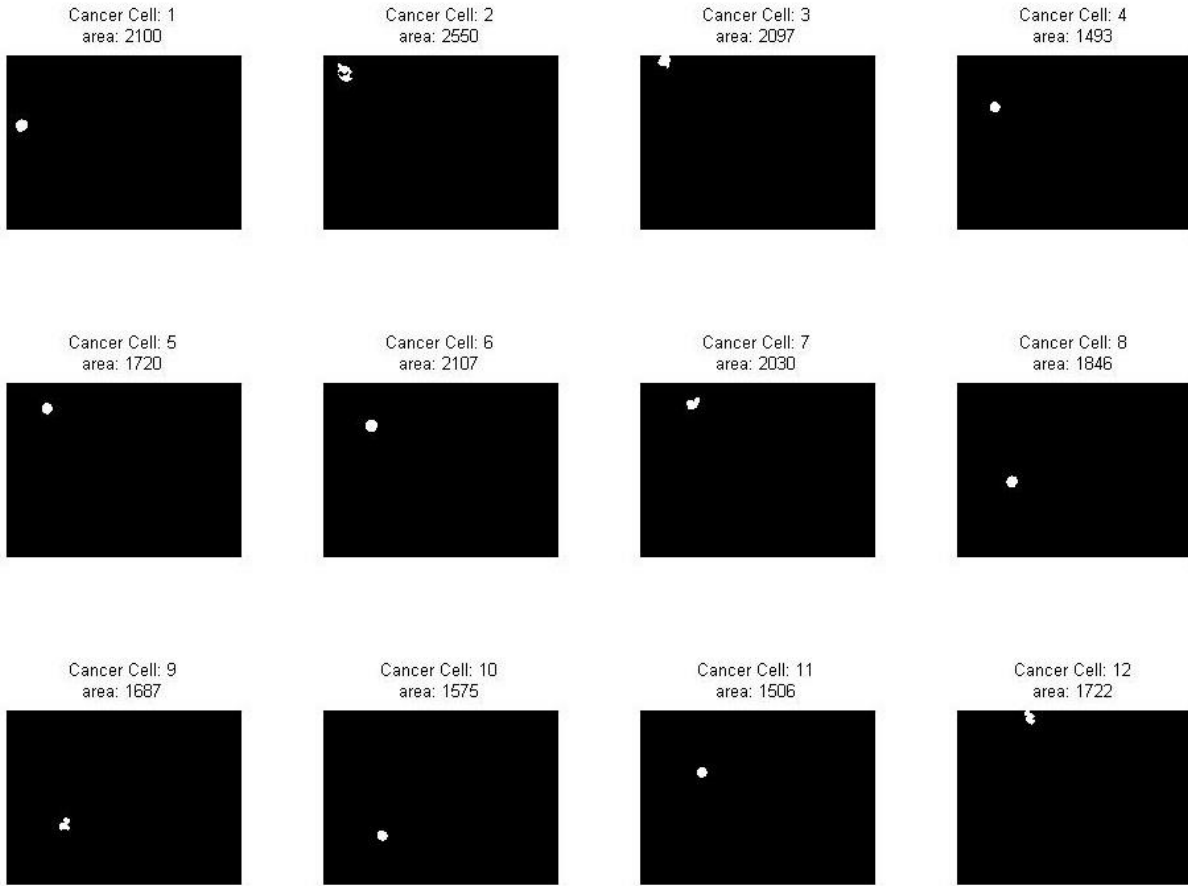 Cancer Cell: 1
area: 2100
Cancer Cell: 2
area: 2550
Cancer Cell: 3
area: 2097
Cancer Cell: 4
area: 1493
Cancer Cell: 5
area: 1720
Cancer Cell: 6
area: 2107
Cancer Cell: 7
area: 2030
Cancer Cell: 8
area: 1846
Cancer Cell: 9
area: 1687
Cancer Cell: 10
area: 1575
Cancer Cell: 11
area: 1506
Cancer Cell: 12
area: 1722